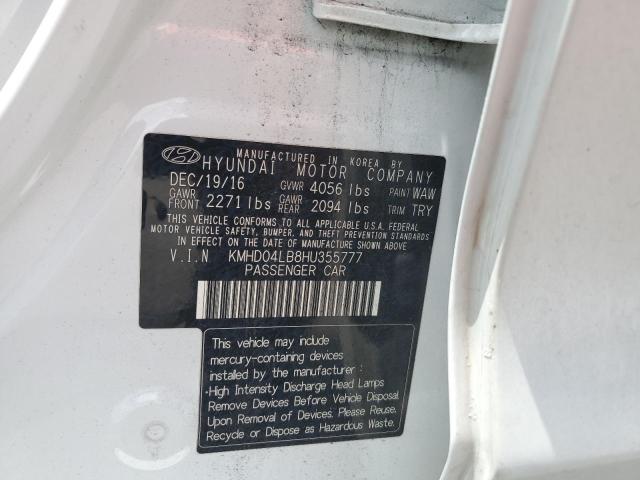 MANUFACTURED IN KOREA BY
HYUNDAI MOTOR COMPANY
DEC/19/16 GVWR 4056 lbs PAINT WAW
GAWR FRONT 2271 lbs GAWR REAR 2094 lbs TRIM TRY
THIS VEHICLE CONFORMS TO ALL APPLICABLE U.S.A. FEDERAL
MOTOR VEHICLE SAFETY, BUMPER, AND THEFT PREVENTION STANDARDS
IN EFFECT ON THE DATE OF MANUFACTURE SHOWN ABOVE.
V.I.N KMHD04LB8HU355777
PASSENGER CAR
This vehicle may include
mercury-containing devices
installed by the manufacturer :
·High Intensity Discharge Head Lamps
Remove Devices Before Vehicle Disposal
Upon Removal of Devices, Please Reuse,
Recycle or Dispose as Hazardous Waste.